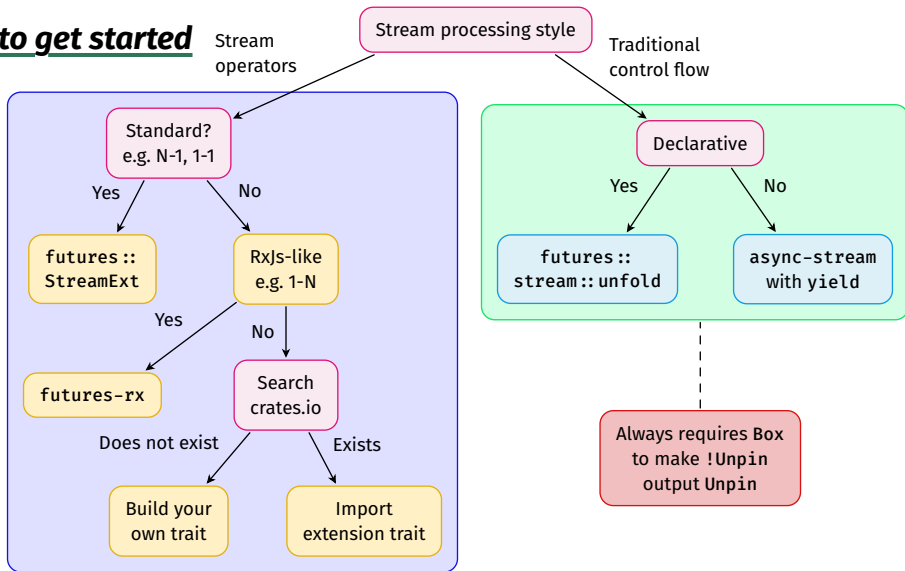 to get started
Stream processing style
Stream
operators
Traditional
control flow
Standard?
e.g. N-1, 1-1
Yes
No
futures::
StreamExt
RxJs-like
e.g. 1-N
Yes
No
futures-rx
Search
crates.io
Does not exist
Exists
Build your
own trait
Import
extension trait
Declarative
Yes
No
futures::
stream::unfold
async-stream
with yield
Always requires Box
to make !Unpin
output Unpin